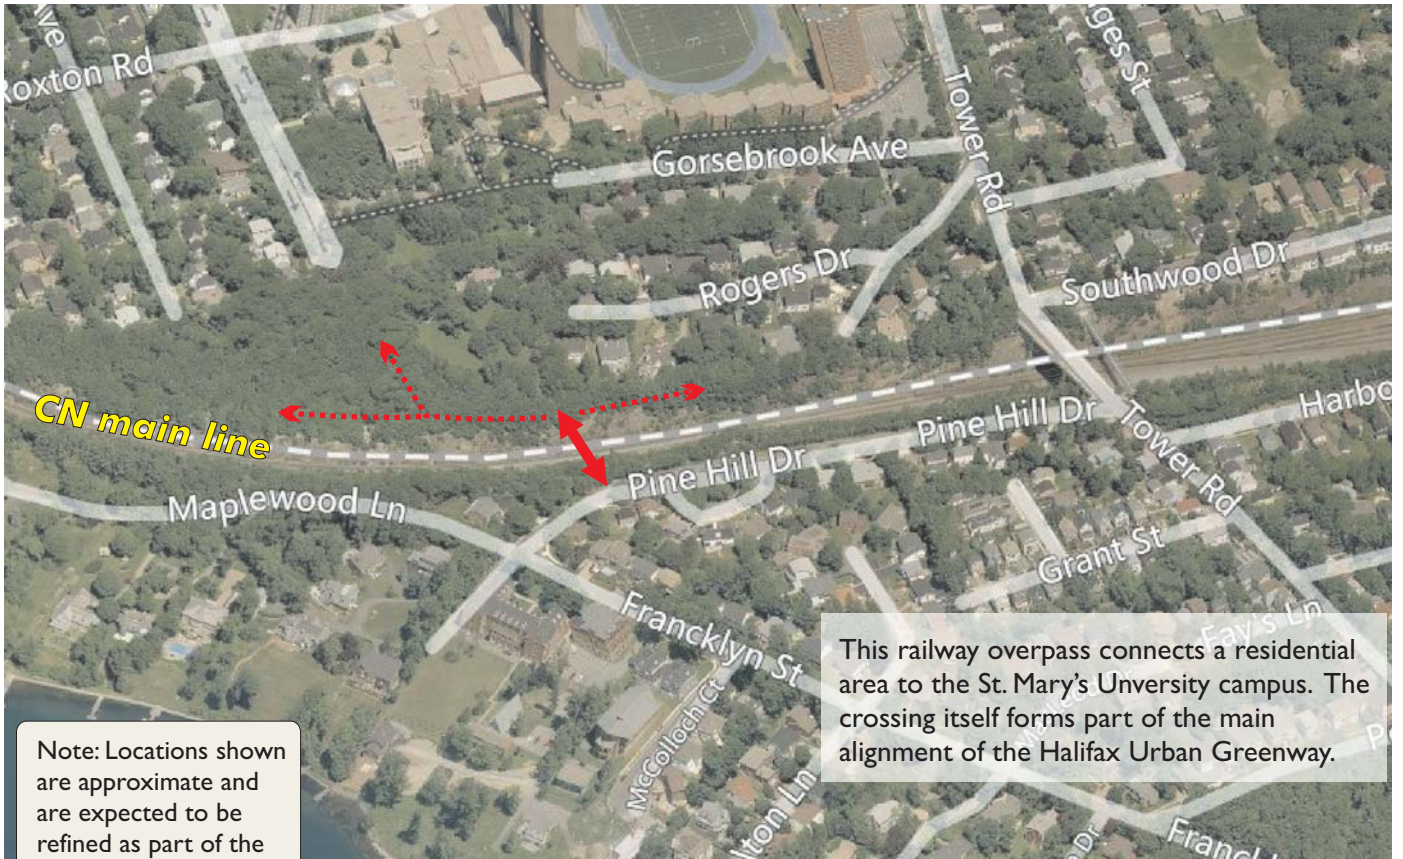 Roxton Rd
Ave
Tower Rd
Gorsebrook Ave
Rogers Dr
Southwood Dr
CN main line
Pine Hill Dr
Pine Hill Dr
Tower Rd
Maplewood Ln
Grant St
Francklyn St
Fay's Ln
McColloch Ct
This railway overpass connects a residential
area to the St. Mary's Unversity campus.  The
crossing itself forms part of the main
alignment of the Halifax Urban Greenway.
Note: Locations shown
are approximate and
are expected to be
refined as part of the
Dr